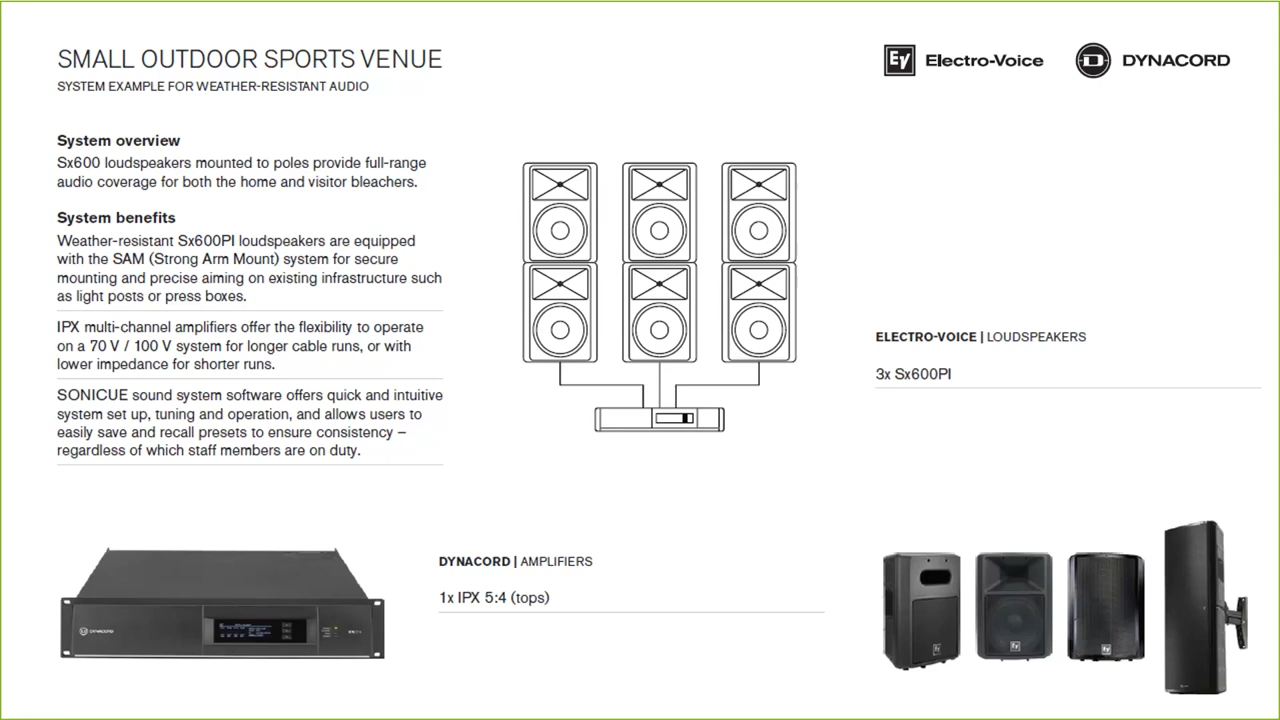 SMALL OUTDOOR SPORTS VENUE
SYSTEM EXAMPLE FOR WEATHER-RESISTANT AUDIO
EV Electro-Voice
D DYNACORD
System overview
Sx600 loudspeakers mounted to poles provide full-range
audio coverage for both the home and visitor bleachers.
System benefits
Weather-resistant Sx600PI loudspeakers are equipped
with the SAM (Strong Arm Mount) system for secure
mounting and precise aiming on existing infrastructure such
as light posts or press boxes.
IPX multi-channel amplifiers offer the flexibility to operate
on a 70 V / 100 V system for longer cable runs, or with
lower impedance for shorter runs.
SONICUE sound system software offers quick and intuitive
system set up, tuning and operation, and allows users to
easily save and recall presets to ensure consistency –
regardless of which staff members are on duty.
ELECTRO-VOICE | LOUDSPEAKERS
3x Sx600PI
DYNACORD | AMPLIFIERS
1x IPX 5:4 (tops)
DYNACORD
EV
EV
EV